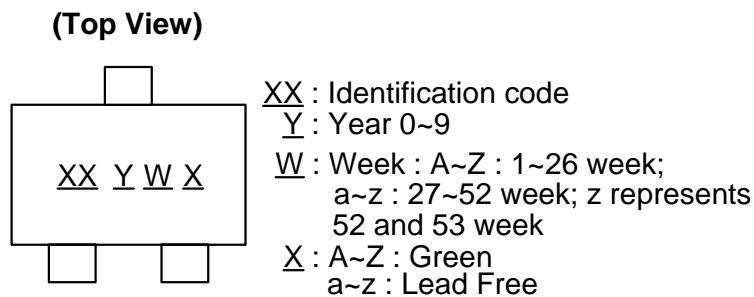 (Top View)
XX Y W X
XX : Identification code
Y : Year 0~9
W : Week : A~Z : 1~26 week;
a~z : 27~52 week; z represents
52 and 53 week
X : A~Z : Green
a~z : Lead Free